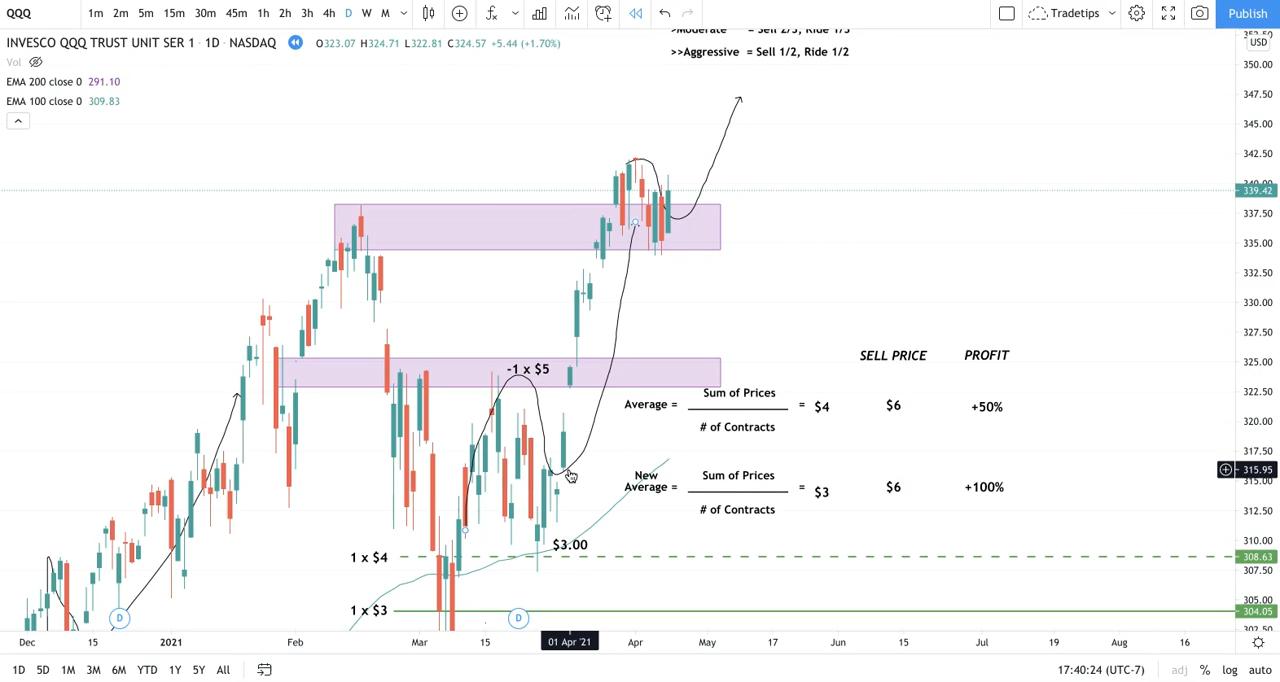 QQQ 1m 2m 5m 15m 30m 45m 1h 2h 3h 4h D W M Tradetips Publish
INVESCO QQQ TRUST UNIT SER 1 · 1D · NASDAQ O323.07 H324.71 L322.81 C324.57 +5.44 (+1.70%)
Vol
EMA 200 close 0 291.10
EMA 100 close 0 309.83
>Moderate = Sell 2/3, Ride 1/3
>>Aggressive = Sell 1/2, Ride 1/2
USD
350.00
347.50
345.00
342.50
339.42
337.50
335.00
332.50
330.00
327.50
325.00
322.50
320.00
317.50
315.95
315.00
312.50
310.00
308.63
307.50
305.00
304.05
-1 x $5
SELL PRICE PROFIT
Average = Sum of Prices
# of Contracts
= $4 $6 +50%
New
Average = Sum of Prices
# of Contracts
= $3 $6 +100%
$3.00
1 x $4
1 x $3
D D
Dec 15 2021 Feb Mar 15 01 Apr '21 Apr May 17 Jun 15 Jul 19 Aug 16
1D 5D 1M 3M 6M YTD 1Y 5Y All 17:40:24 (UTC-7) adj % log auto